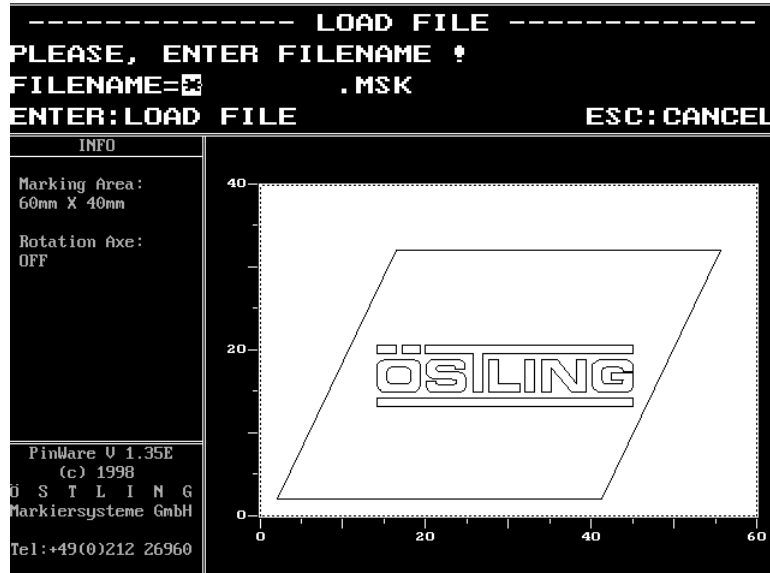 -------------- LOAD FILE --------------
PLEASE, ENTER FILENAME !
FILENAME=* .MSK
ENTER:LOAD FILE ESC:CANCEL
INFO
Marking Area:
60mm X 40mm
Rotation Axe:
OFF
PinWare V 1.35E
(c) 1998
Ö S T L I N G
Markiersysteme GmbH
Tel:+49(0)212 26960
40
20
0
ÖSTLING
0 20 40 60